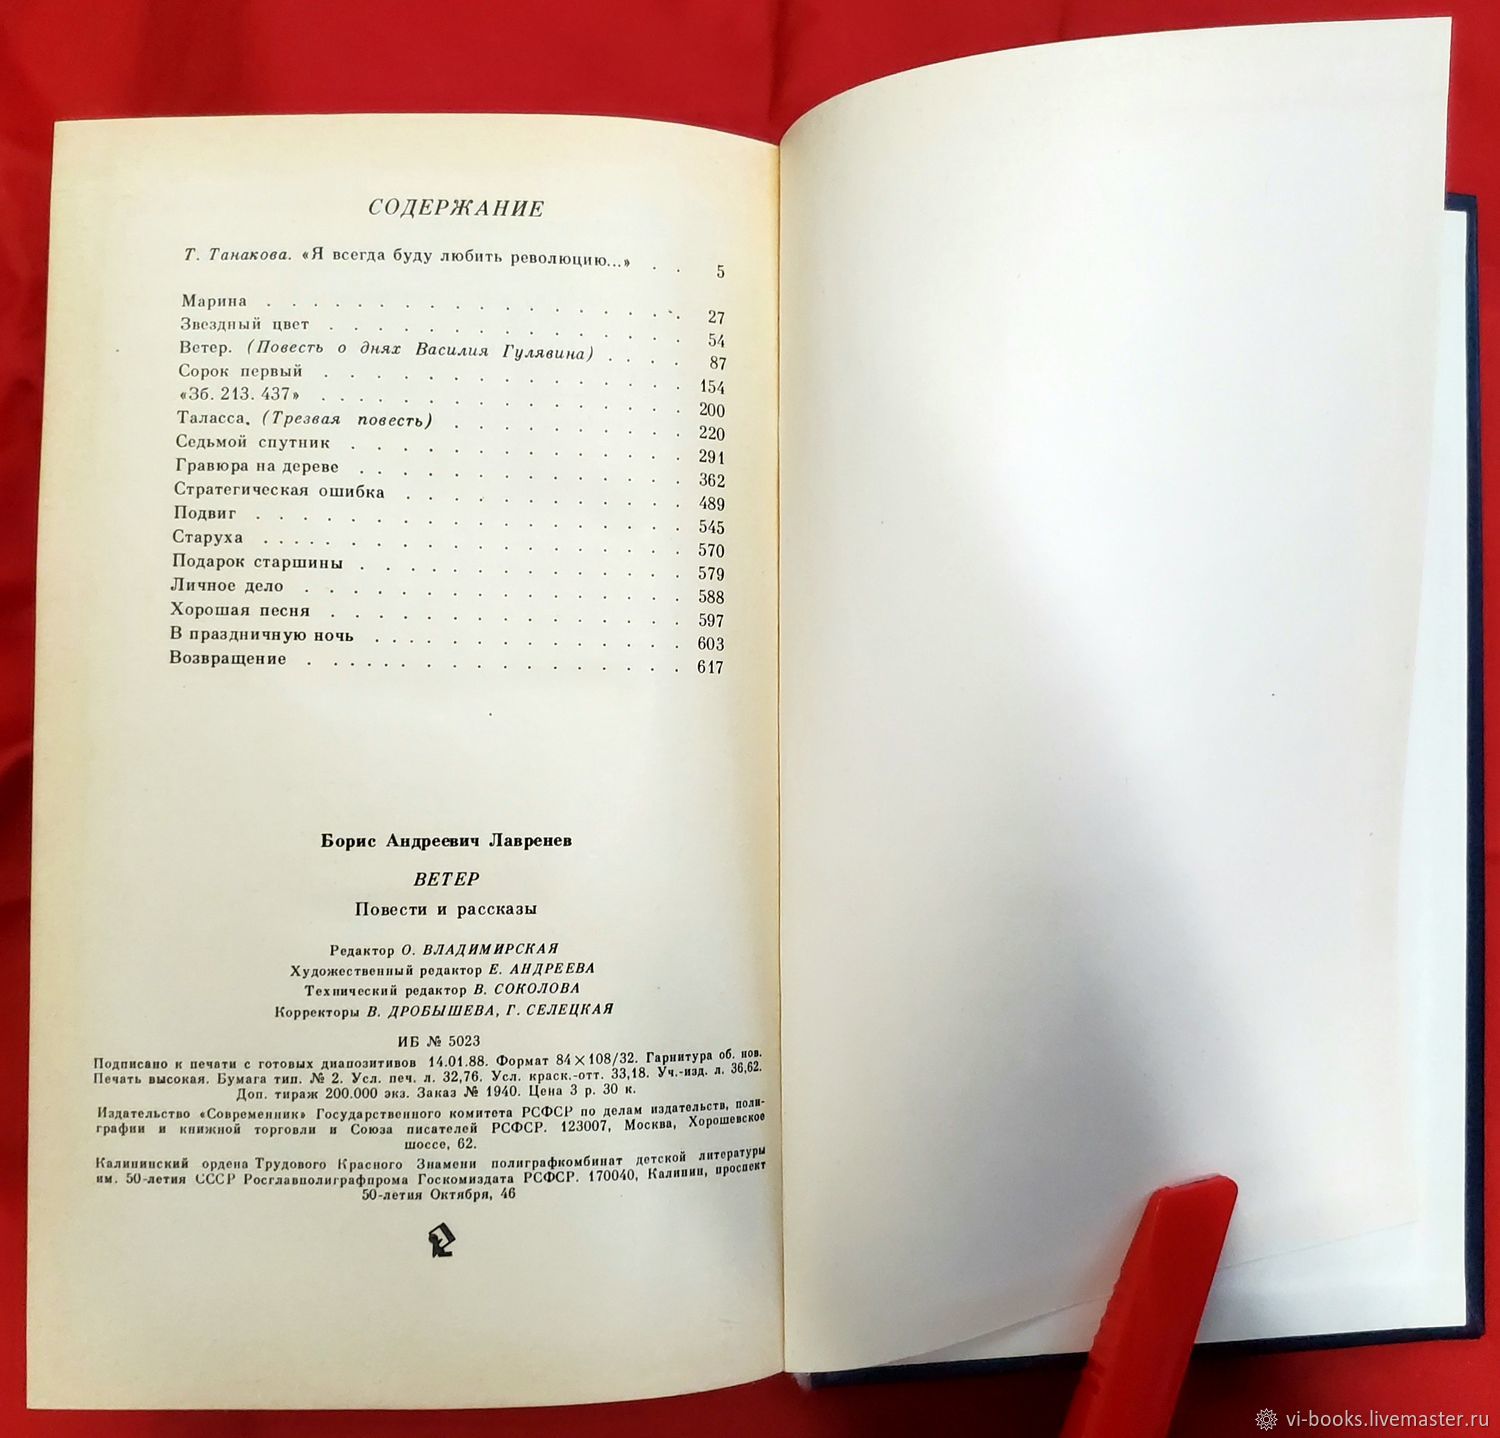 СОДЕРЖАНИЕ
Т. Танакова. «Я всегда буду любить революцию...» . . 5
Марина . . . . . . . . . . . . . . . . . . 27
Звездный цвет . . . . . . . . . . . . . . . 54
Ветер. (Повесть о днях Василия Гулявина) . . . . 87
Сорок первый . . . . . . . . . . . . . . . 154
«Зб. 213. 437» . . . . . . . . . . . . . . . 200
Таласса. (Трезвая повесть) . . . . . . . . . . 220
Седьмой спутник . . . . . . . . . . . . . . 291
Гравюра на дереве . . . . . . . . . . . . . . 362
Стратегическая ошибка . . . . . . . . . . . . 489
Подвиг . . . . . . . . . . . . . . . . . . 545
Старуха . . . . . . . . . . . . . . . . . . 570
Подарок старшины . . . . . . . . . . . . . . 579
Личное дело . . . . . . . . . . . . . . . . 588
Хорошая песня . . . . . . . . . . . . . . . 597
В праздничную ночь . . . . . . . . . . . . . 603
Возвращение . . . . . . . . . . . . . . . . 617
Борис Андреевич Лавренев
ВЕТЕР
Повести и рассказы
Редактор О. ВЛАДИМИРСКАЯ
Художественный редактор Е. АНДРЕЕВА
Технический редактор В. СОКОЛОВА
Корректоры В. ДРОБЫШЕВА, Г. СЕЛЕЦКАЯ
ИБ № 5023
Подписано к печати с готовых диапозитивов 14.01.88. Формат 84×108/32. Гарнитура об. нов.
Печать высокая. Бумага тип. № 2. Усл. печ. л. 32,76. Усл. краск.-отт. 33,18. Уч.-изд. л. 36,62.
Доп. тираж 200.000 экз. Заказ № 1940. Цена 3 р. 30 к.
Издательство «Современник» Государственного комитета РСФСР по делам издательств, поли-
графии и книжной торговли и Союза писателей РСФСР. 123007, Москва, Хорошевское
шоссе, 62.
Калининский ордена Трудового Красного Знамени полиграфкомбинат детской литературы
им. 50-летия СССР Росглавполиграфпрома Госкомиздата РСФСР. 170040, Калинин, проспект
50-летия Октября, 46
vi-books.livemaster.ru